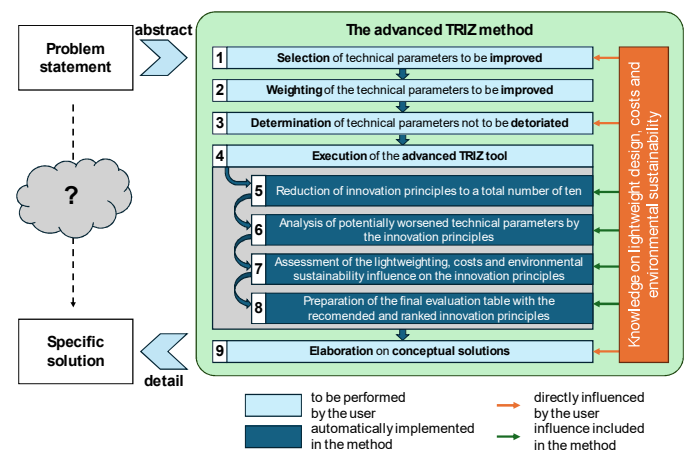 The advanced TRIZ method
Problem
statement
abstract
1
Selection of technical parameters to be improved
2
Weighting of the technical parameters to be improved
3
Determination of technical parameters not to be detoriated
4
Execution of the advanced TRIZ tool
5
Reduction of innovation principles to a total number of ten
6
Analysis of potentially worsened technical parameters by
the innovation principles
7
Assessment of the lightweighting, costs and environmental
sustainability influence on the innovation principles
8
Preparation of the final evaluation table with the
recomended and ranked innovation principles
9
Elaboration on conceptual solutions
Knowledge on lightweight design, costs and
environmental sustainability
?
Specific
solution
detail
to be performed
by the user
automatically implemented
in the method
directly influenced
by the user
influence included
in the method